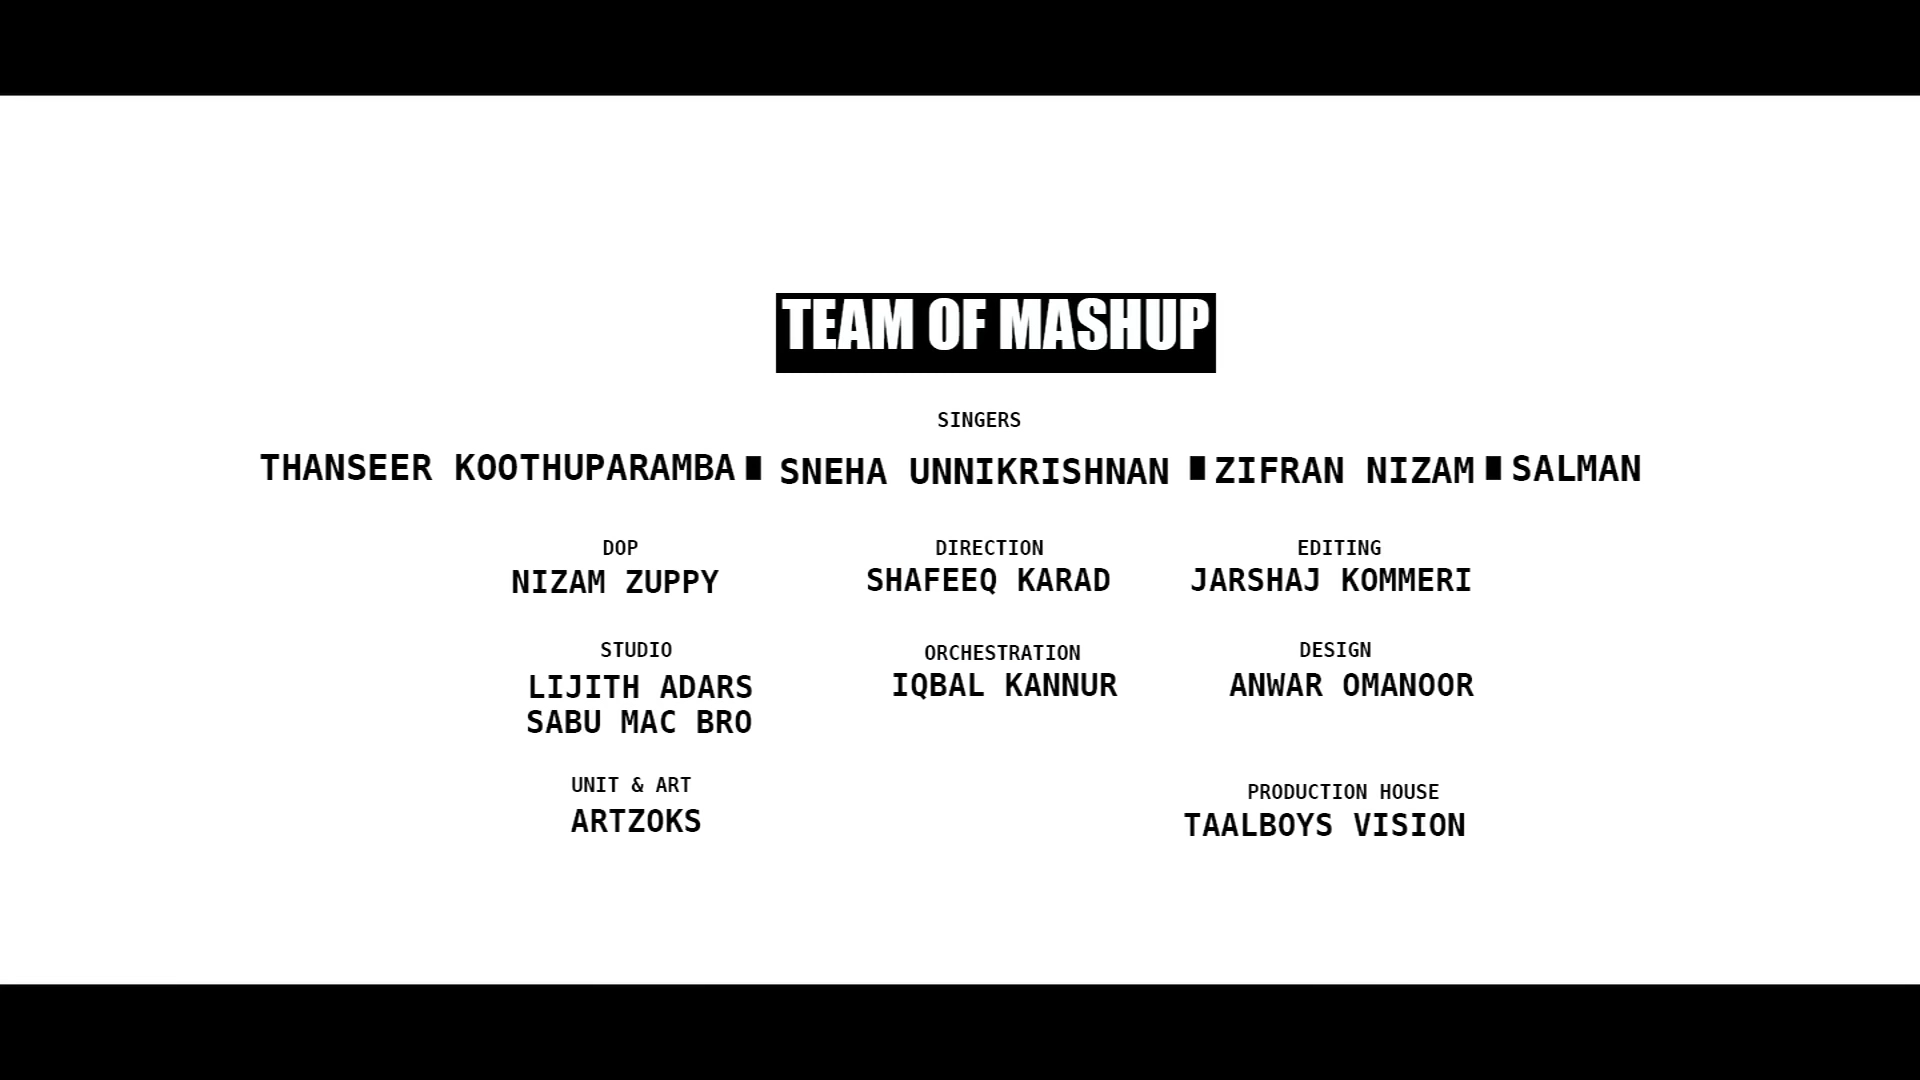 TEAM OF MASHUP
SINGERS
THANSEER KOOTHUPARAMBA ∎ SNEHA UNNIKRISHNAN ∎ ZIFRAN NIZAM ∎ SALMAN
DOP DIRECTION EDITING
NIZAM ZUPPY SHAFEEQ KARAD JARSHAJ KOMMERI
STUDIO ORCHESTRATION DESIGN
LIJITH ADARS IQBAL KANNUR ANWAR OMANOOR
SABU MAC BRO
UNIT & ART PRODUCTION HOUSE
ARTZOKS TAALBOYS VISION